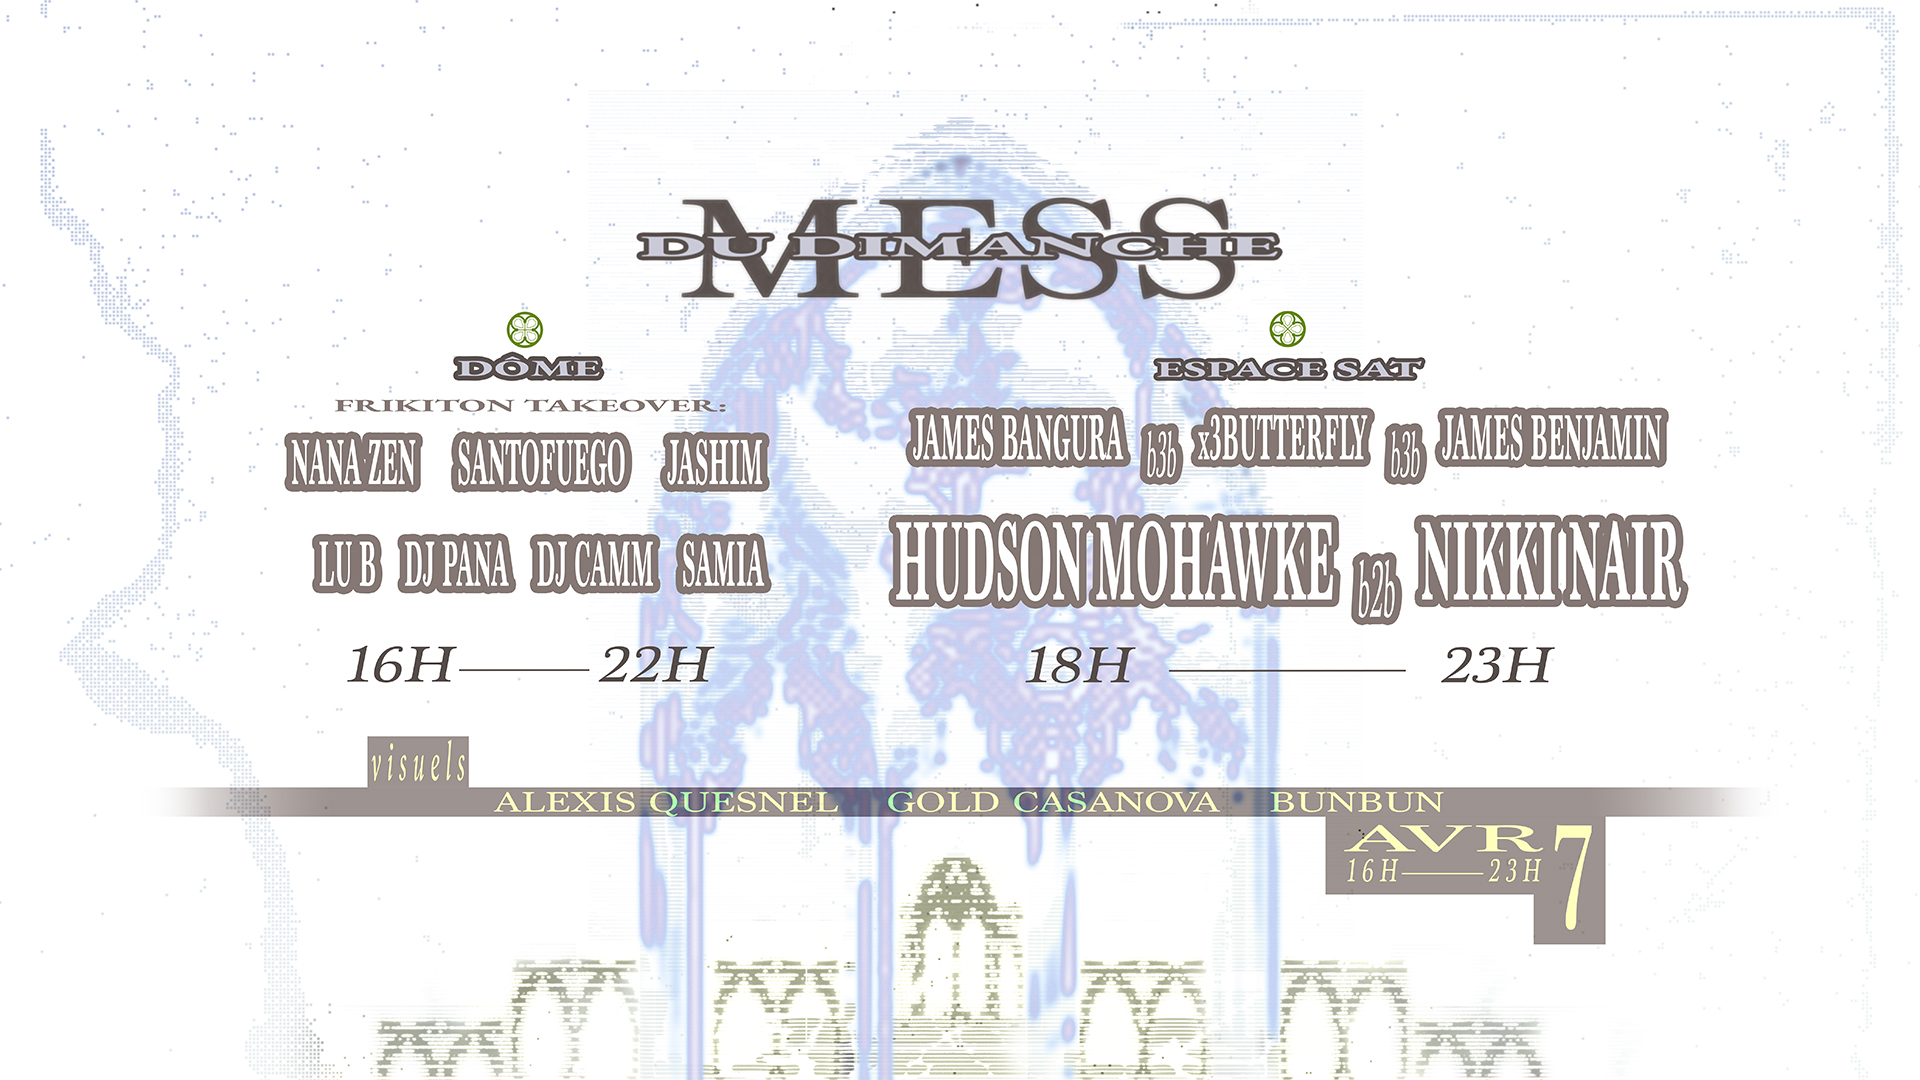 MESS
DU DIMANCHE
DÔME
FRIKITON TAKEOVER:
NANA ZEN SANTOFUEGO JASHIM
LU B DJ PANA DJ CAMM SAMIA
16H — 22H
ESPACE SAT
JAMES BANGURA b3b x3BUTTERFLY b3b JAMES BENJAMIN
HUDSON MOHAWKE b2b NIKKI NAIR
18H — 23H
visuels
ALEXIS QUESNEL GOLD CASANOVA BUNBUN
AVR 7
16H — 23H